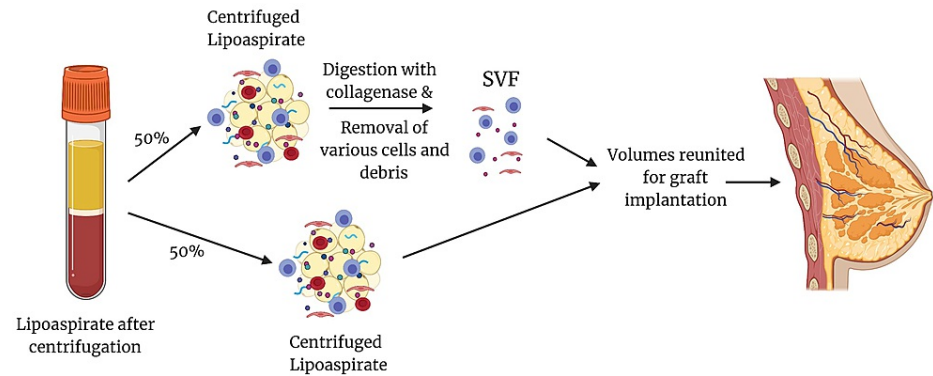 Centrifuged
Lipoaspirate
Digestion with
collagenase &
Removal of
various cells and
debris
SVF
50%
Volumes reunited
for graft
implantation
50%
Lipoaspirate after
centrifugation
Centrifuged
Lipoaspirate